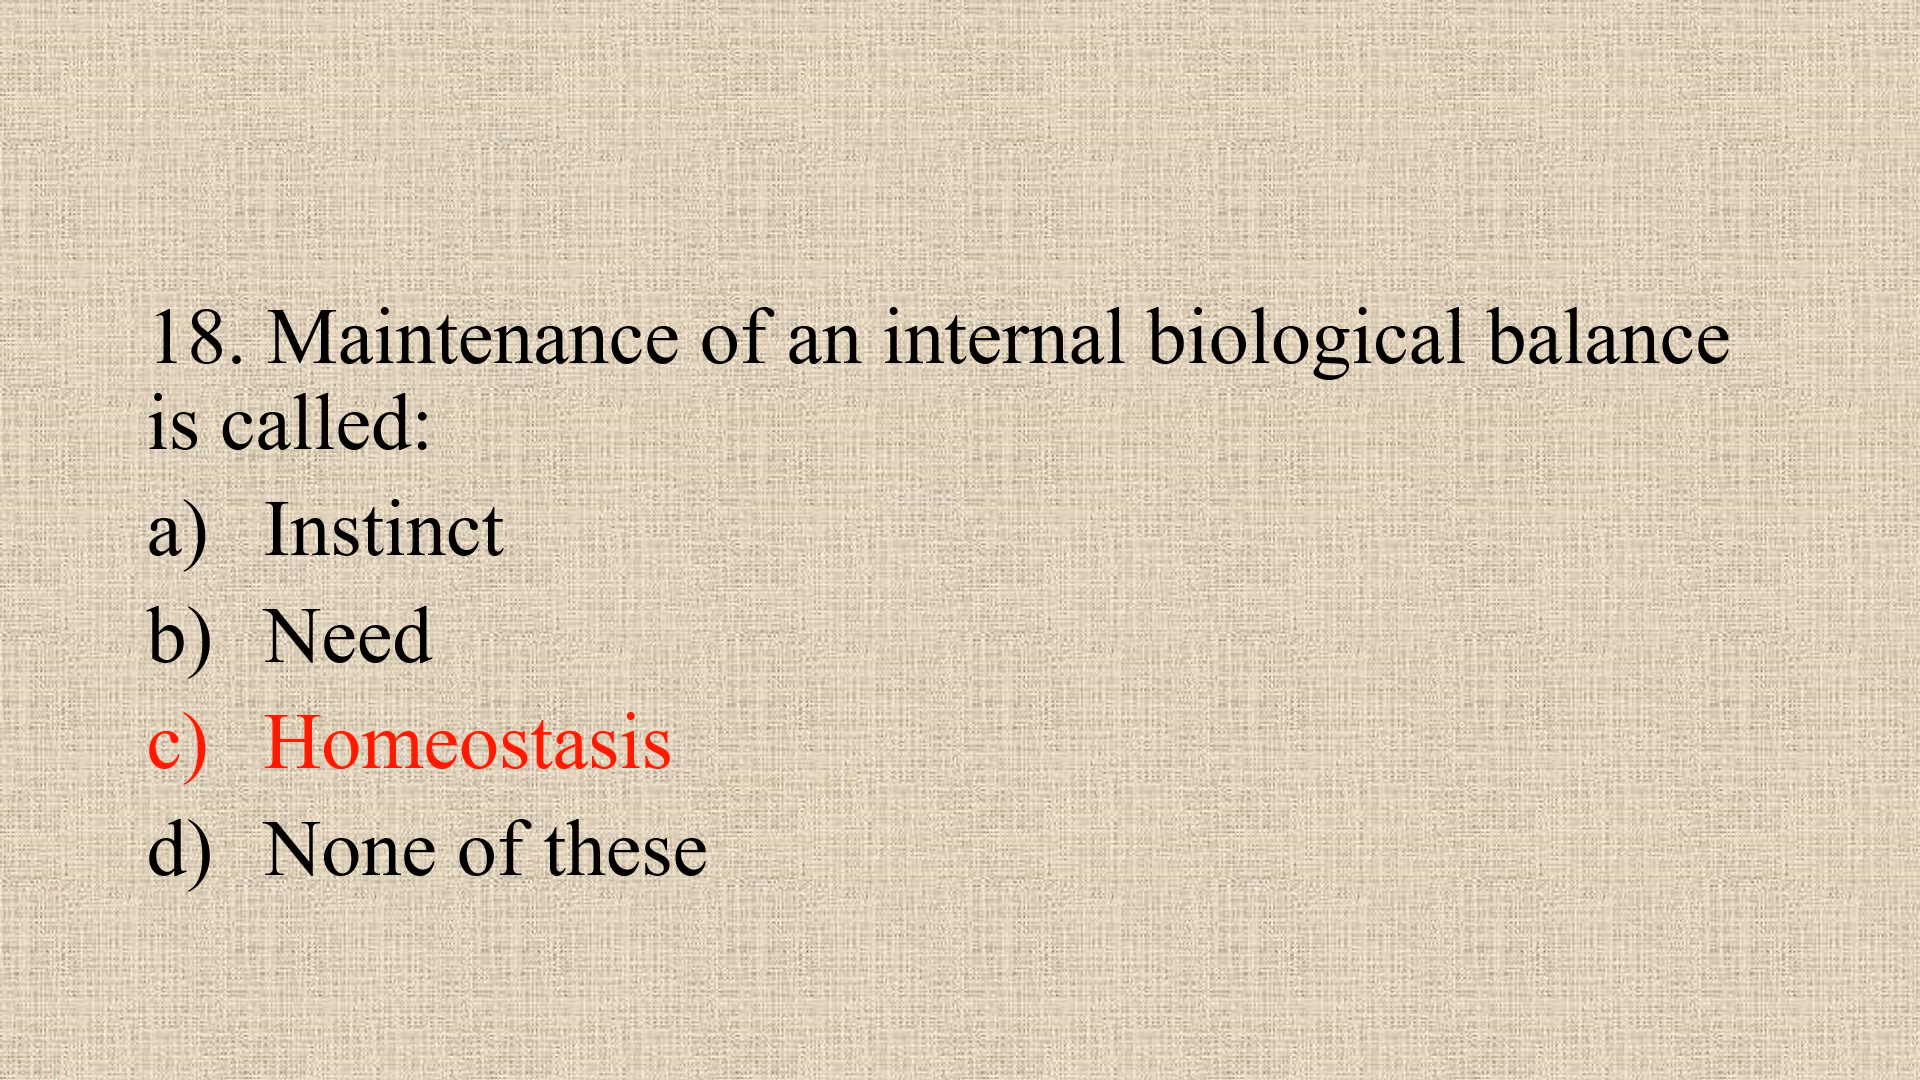 18. Maintenance of an internal biological balance
is called:
a) Instinct
b) Need
c) Homeostasis
d) None of these